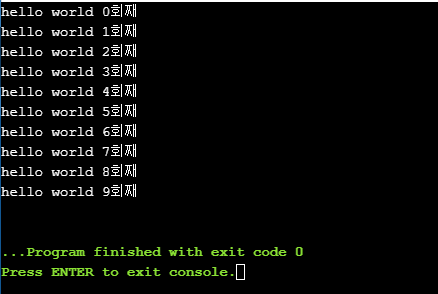 hello world 0회째
hello world 1회째
hello world 2회째
hello world 3회째
hello world 4회째
hello world 5회째
hello world 6회째
hello world 7회째
hello world 8회째
hello world 9회째
...Program finished with exit code 0
Press ENTER to exit console.